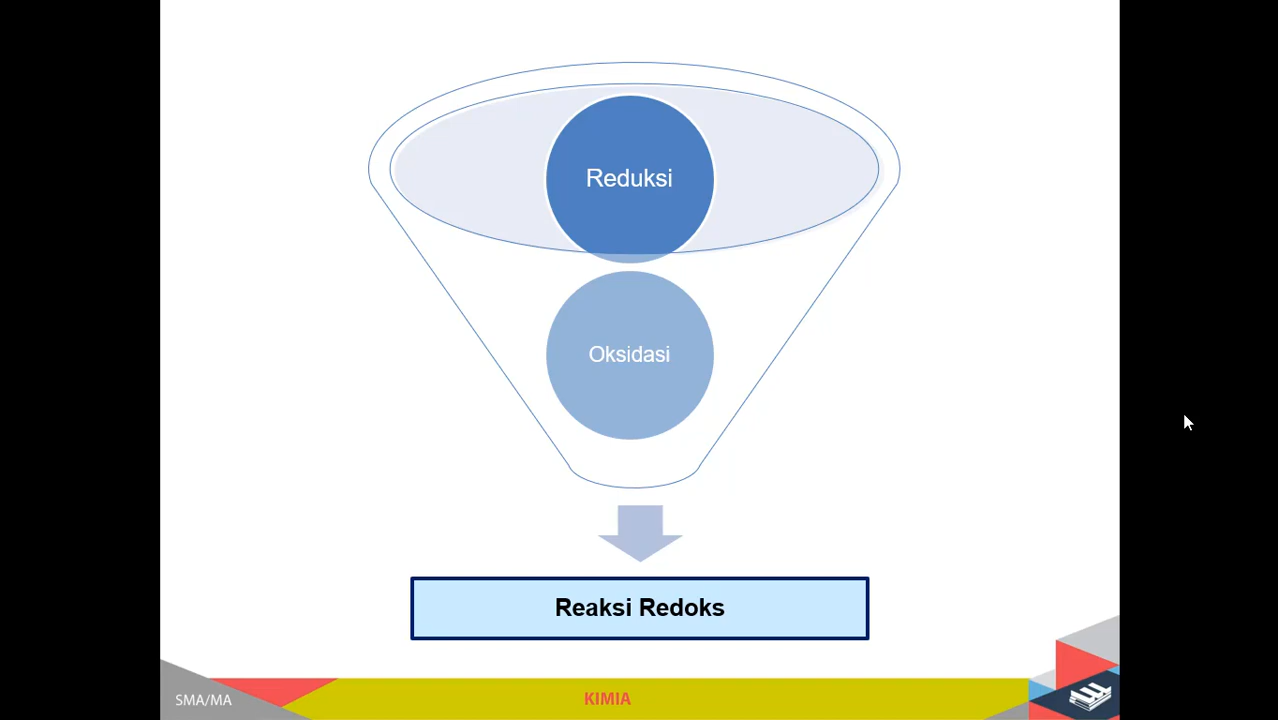 Reduksi
Oksidasi
Reaksi Redoks
SMA/MA
KIMIA